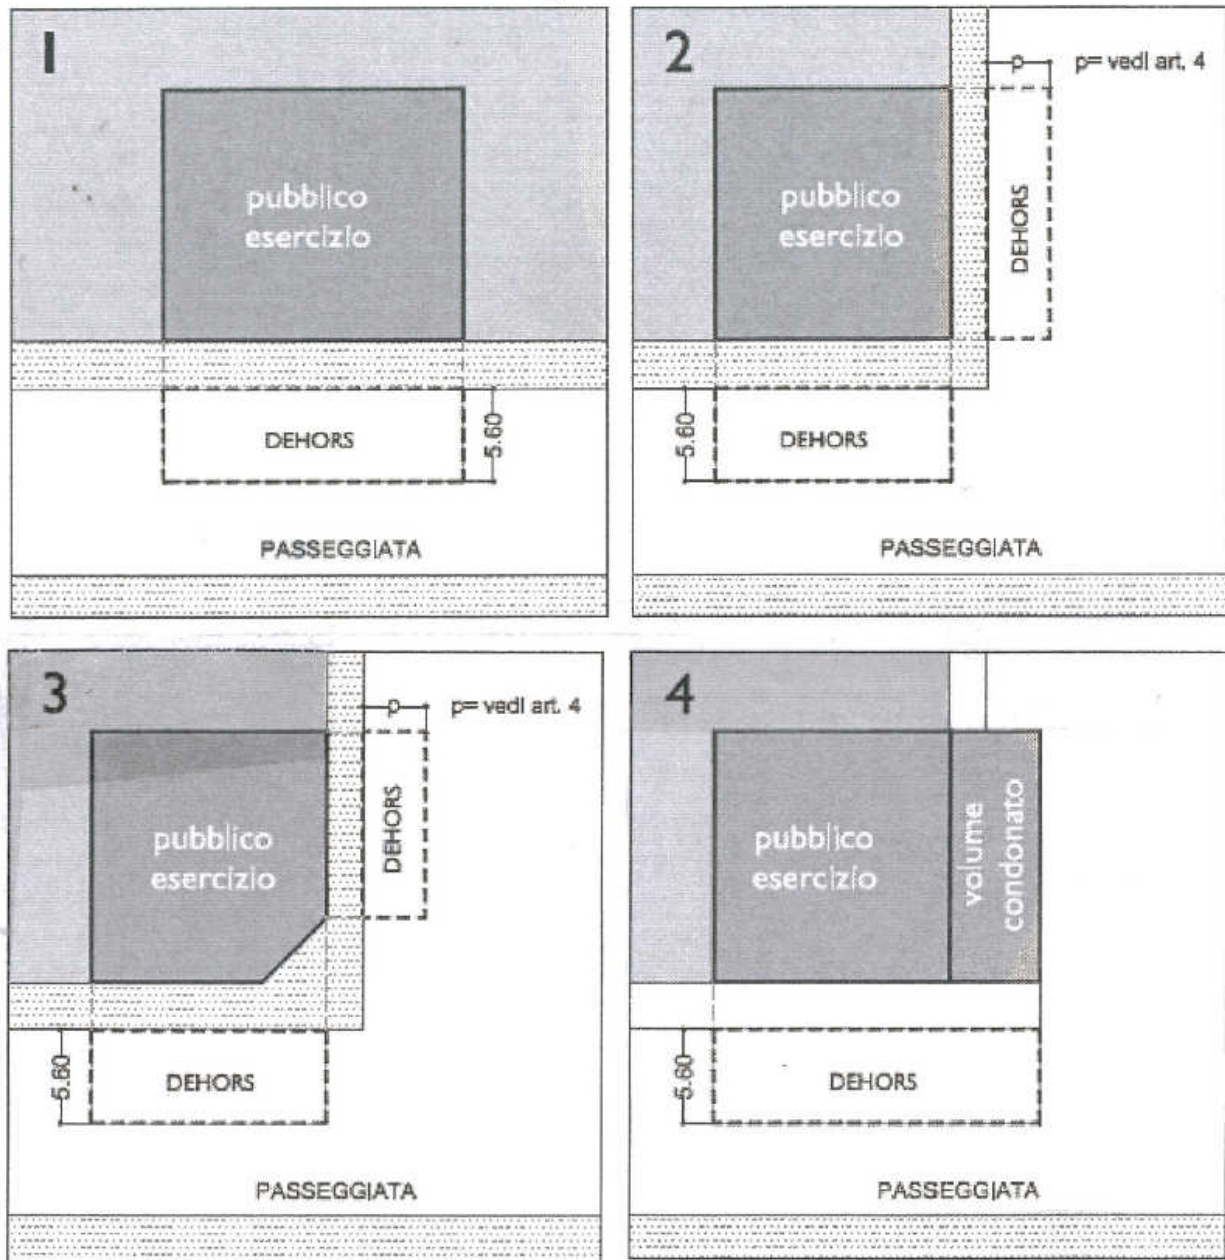 1
pubblico
esercizio
DEHORS
5.60
PASSEGGIATA
2
p
p= vedi art. 4
pubblico
esercizio
DEHORS
DEHORS
5.60
PASSEGGIATA
3
p
p= vedi art. 4
pubblico
esercizio
DEHORS
DEHORS
5.60
PASSEGGIATA
4
pubblico
esercizio
volume
condonato
DEHORS
5.60
PASSEGGIATA